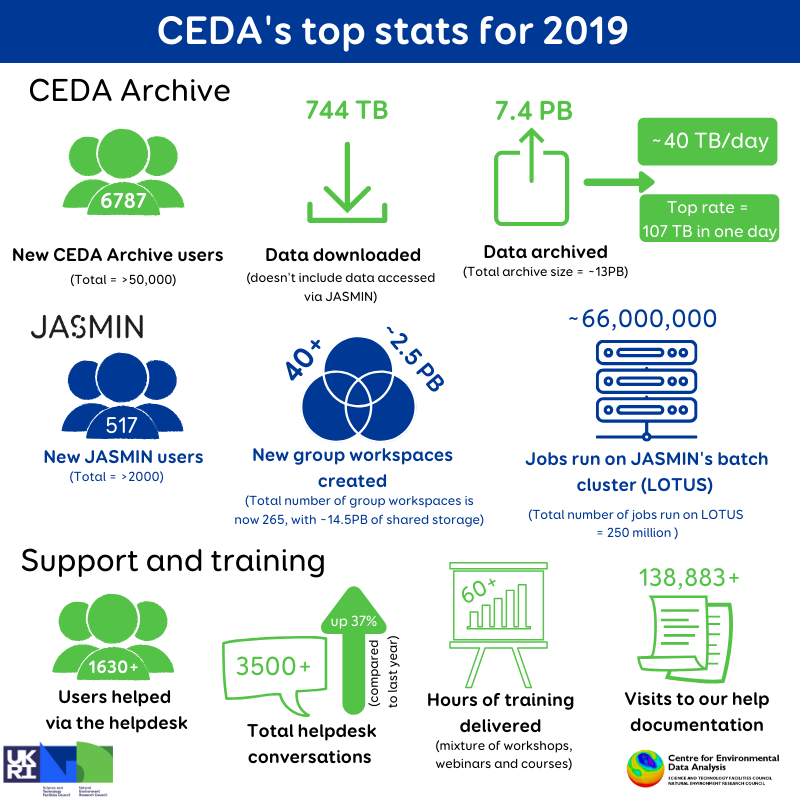 CEDA's top stats for 2019
CEDA Archive
744 TB
7.4 PB
~40 TB/day
6787
Top rate =
107 TB in one day
New CEDA Archive users
(Total = >50,000)
Data downloaded
(doesn't include data accessed
via JASMIN)
Data archived
(Total archive size = ~13PB)
JASMIN
40+
~2.5 PB
~66,000,000
517
New JASMIN users
(Total = >2000)
New group workspaces
created
(Total number of group workspaces is
now 265, with ~14.5PB of shared storage)
Jobs run on JASMIN's batch
cluster (LOTUS)
(Total number of jobs run on LOTUS
= 250 million )
Support and training
1630+
Users helped
via the helpdesk
3500+
up 37%
(compared
to last year)
Total helpdesk
conversations
60+
Hours of training
delivered
(mixture of workshops,
webinars and courses)
138,883+
Visits to our help
documentation
UK
RI
Science and
Technology
Facilities Council
Natural
Environment
Research Council
Centre for Environmental
Data Analysis
SCIENCE AND TECHNOLOGY FACILITIES COUNCIL
NATURAL ENVIRONMENT RESEARCH COUNCIL